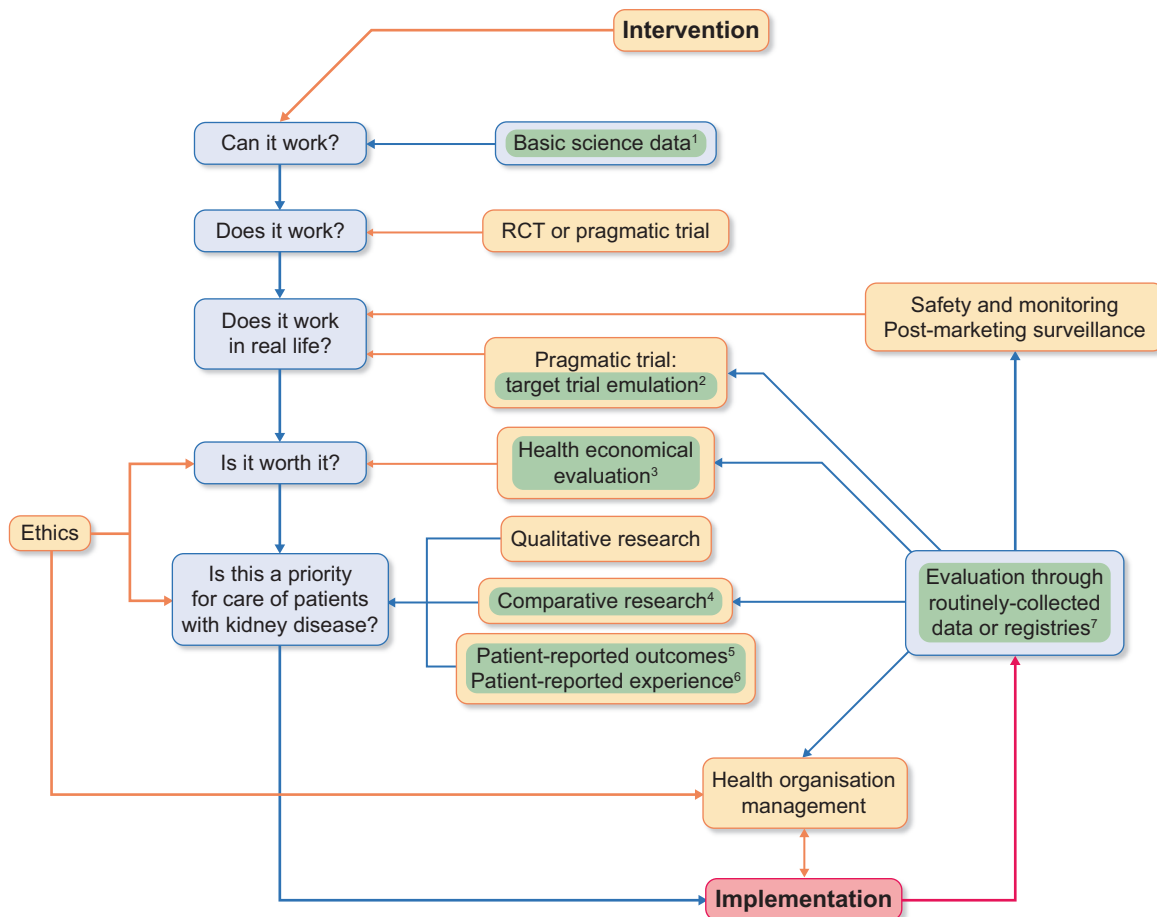 Intervention
Can it work?
Basic science data¹
Does it work?
RCT or pragmatic trial
Does it work
in real life?
Safety and monitoring
Post-marketing surveillance
Pragmatic trial:
target trial emulation²
Is it worth it?
Health economical
evaluation³
Ethics
Qualitative research
Is this a priority
for care of patients
with kidney disease?
Comparative research⁴
Evaluation through
routinely-collected
data or registries⁷
Patient-reported outcomes⁵
Patient-reported experience⁶
Health organisation
management
Implementation